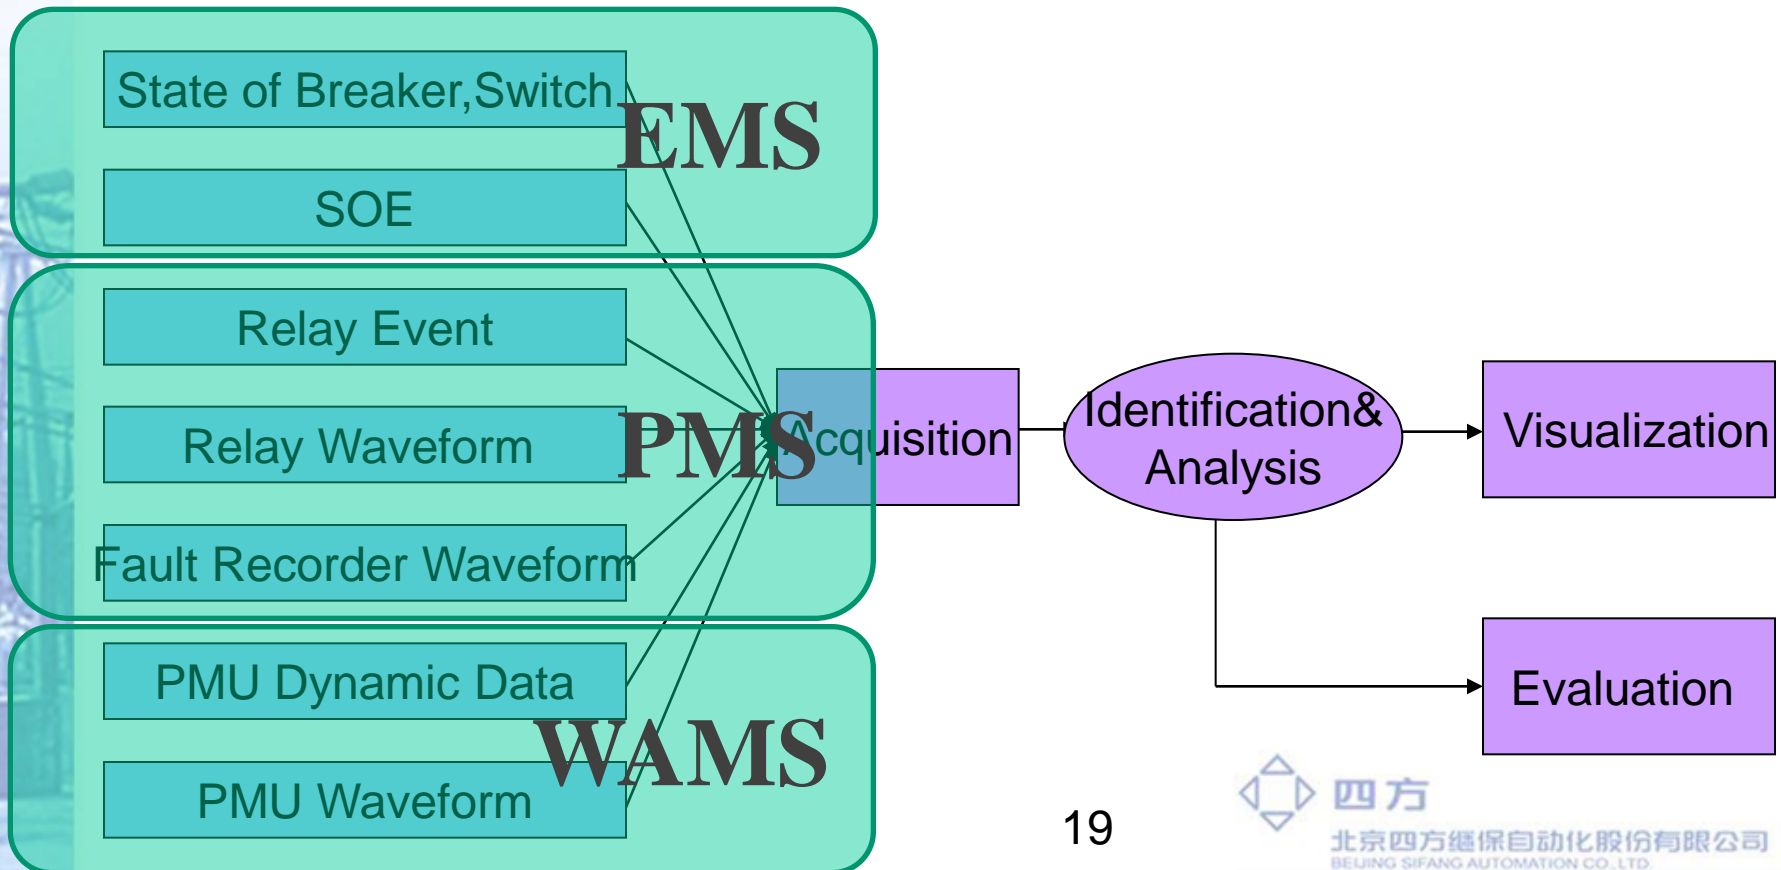 State of Breaker,Switch
EMS
SOE
Relay Event
Relay Waveform
PMS
Acquisition
Identification&
Analysis
Visualization
Fault Recorder Waveform
PMU Dynamic Data
Evaluation
WAMS
PMU Waveform
19
四方
北京四方继保自动化股份有限公司
BEIJING SIFANG AUTOMATION CO.,LTD.